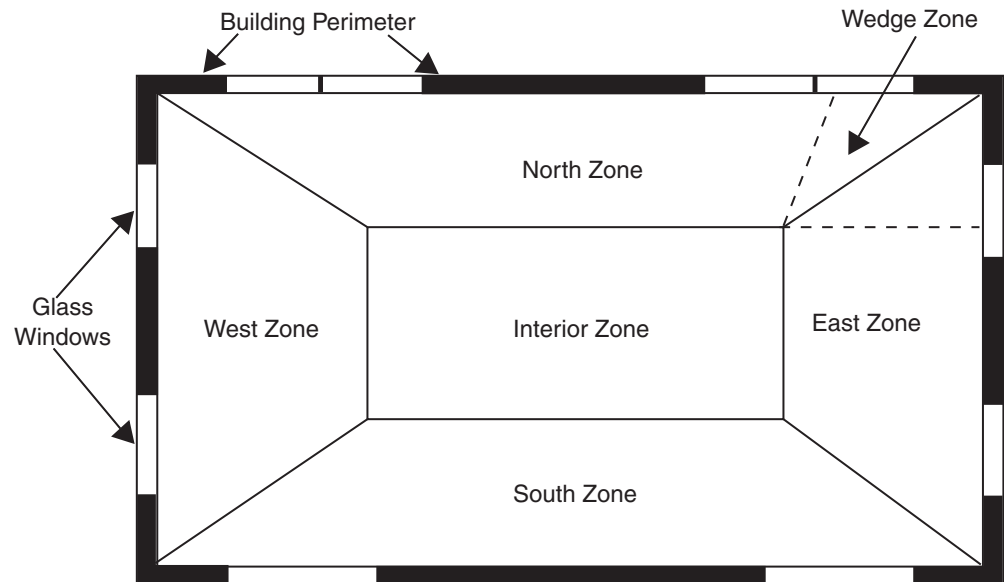 Building Perimeter
Wedge Zone
North Zone
Glass
Windows
West Zone
Interior Zone
East Zone
South Zone